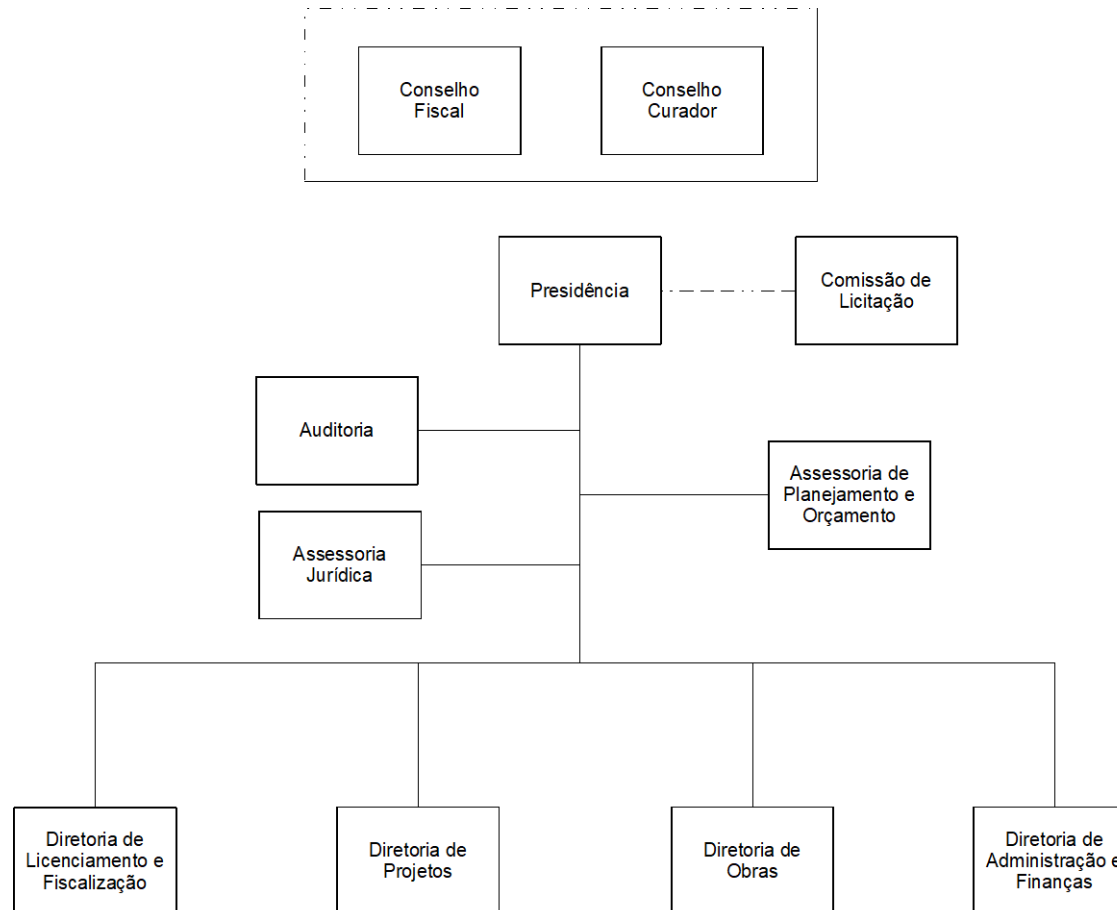 Conselho
Fiscal
Conselho
Curador
Presidência
Comissão de
Licitação
Auditoria
Assessoria de
Planejamento e
Orçamento
Assessoria
Jurídica
Diretoria de
Licenciamento e
Fiscalização
Diretoria de
Projetos
Diretoria de
Obras
Diretoria de
Administração e
Finanças